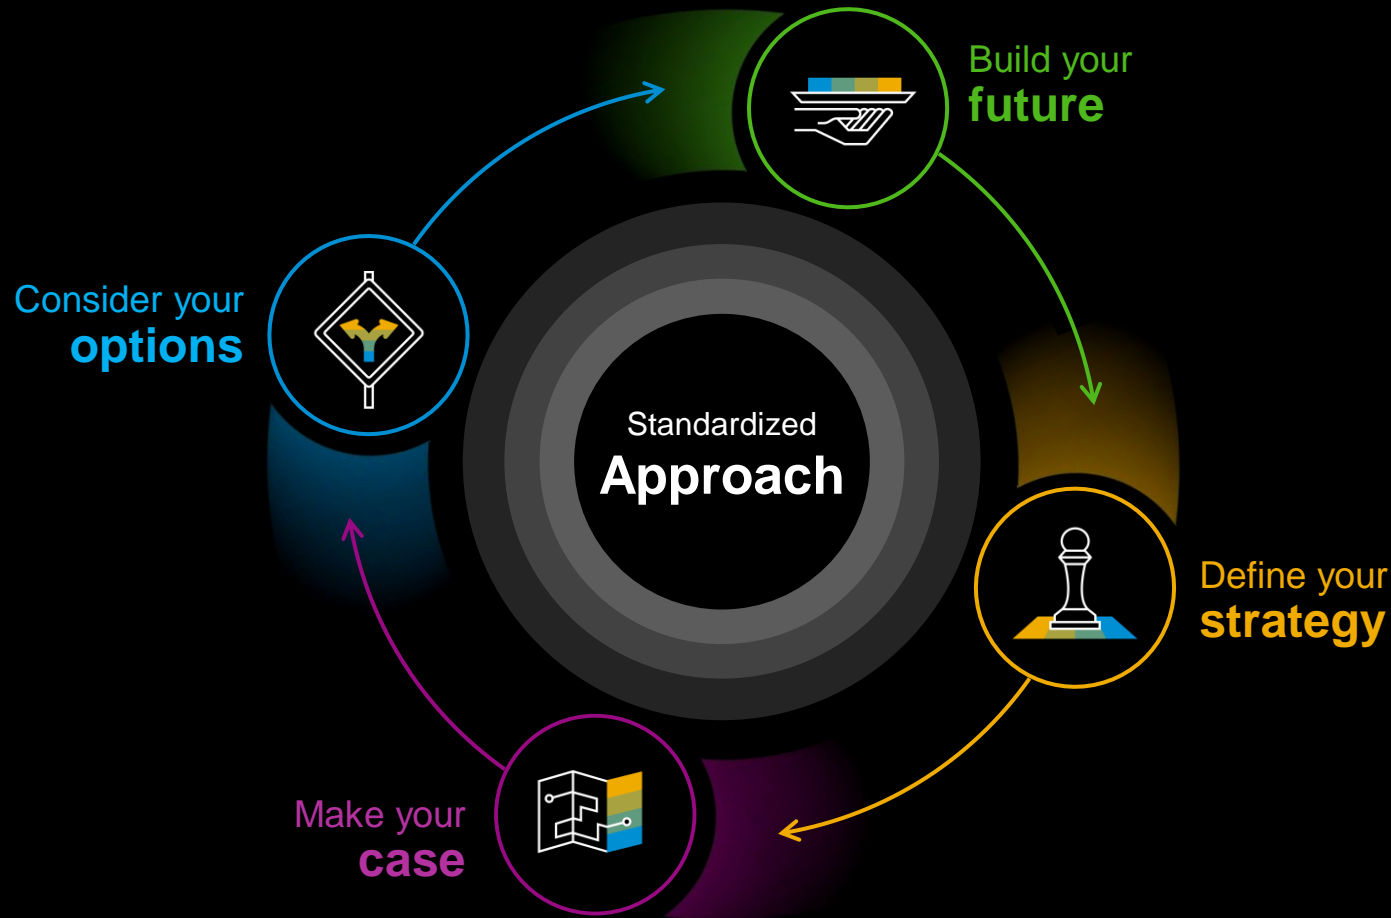 Build your
future
Consider your
options
Standardized
Approach
Define your
strategy
Make your
case